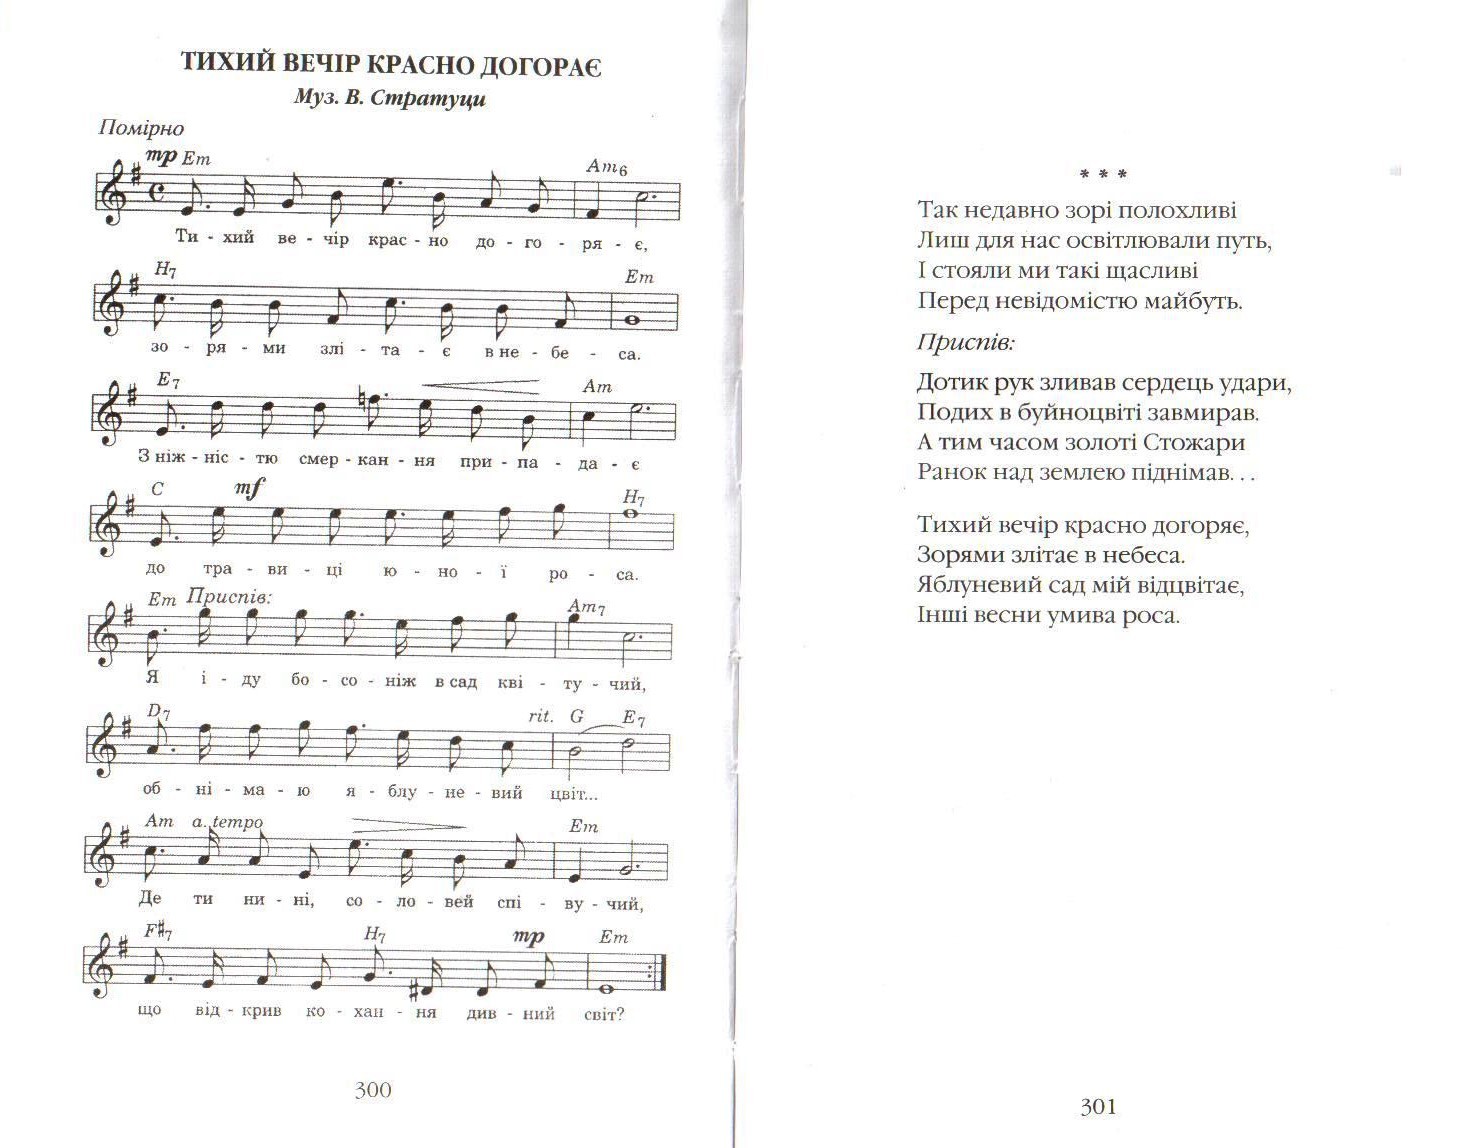 ТИХИЙ ВЕЧІР КРАСНО ДОГОРАЄ
Муз. В. Стратуци
Помірно
mp Em Am6
Ти - хий ве - чір крас - но до - го - ря - є,
H7 Em
зо - ря - ми злі - та - є в не - бе - са.
E7 Am
З ніж - ніс - тю смер - кан - ня при - па - да - є
C mf H7
до тра - ви - ці ю - но - ї ро - са.
Em Приспів: Am7
Я і - ду бо - со - ніж в сад кві - ту - чий,
D7 rit. G E7
об - ні - ма - ю я - блу - не - вий цвіт...
Am a tempo Em
Де ти ни - ні, со - ло - вей спі - ву - чий,
F#7 H7 mp Em
що від - крив ко - хан - ня див - ний світ?
300
* * *
Так недавно зорі полохливі
Лиш для нас освітлювали путь,
І стояли ми такі щасливі
Перед невідомістю майбуть.
Приспів:
Дотик рук зливав сердець удари,
Подих в буйноцвіті завмирав.
А тим часом золоті Стожари
Ранок над землею піднімав...
Тихий вечір красно догоряє,
Зорями злітає в небеса.
Яблуневий сад мій відцвітає,
Інші весни умива роса.
301